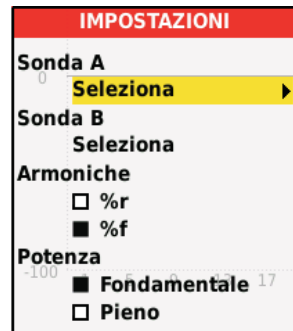 IMPOSTAZIONI
Sonda A
0
Seleziona
Sonda B
Seleziona
Armoniche
%r
%f
Potenza
-100
Fondamentale 17
Pieno